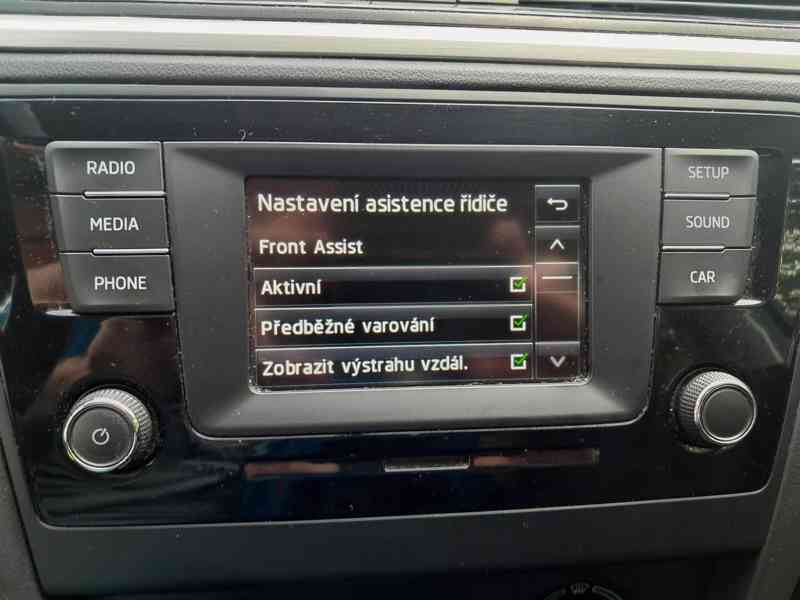 RADIO
MEDIA
PHONE
Nastavení asistence řidiče
Front Assist
Aktivní
Předběžné varování
Zobrazit výstrahu vzdál.
SETUP
SOUND
CAR